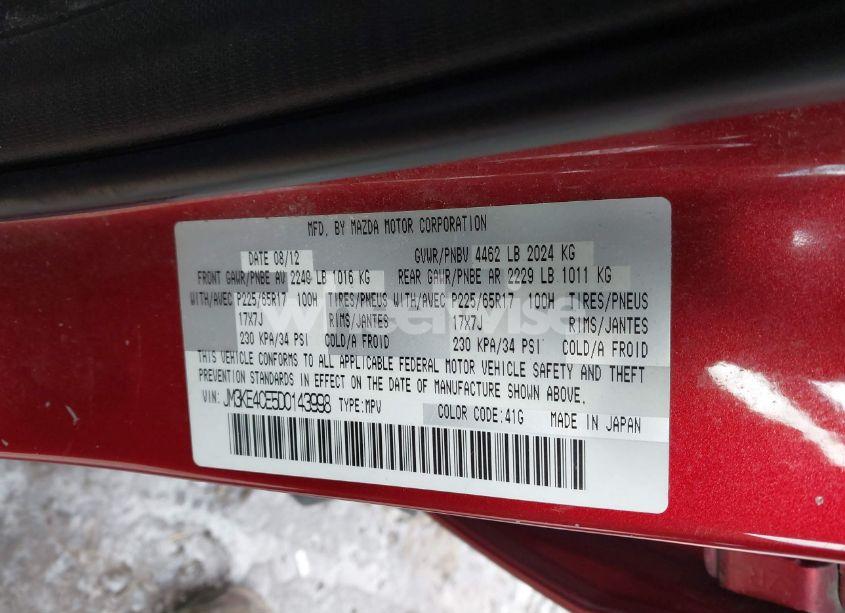 MFD. BY MAZDA MOTOR CORPORATION
DATE 08/12 GVWR/PNBV 4462 LB 2024 KG
FRONT GAWR/PNBE AV 2240 LB 1016 KG REAR GAWR/PNBE AR 2229 LB 1011 KG
WITH/AVEC P225/65R17 100H TIRES/PNEUS WITH/AVEC P225/65R17 100H TIRES/PNEUS
17X7J RIMS/JANTES 17X7J RIMS/JANTES
230 KPA/34 PSI COLD/A FROID 230 KPA/34 PSI COLD/A FROID
THIS VEHICLE CONFORMS TO ALL APPLICABLE FEDERAL MOTOR VEHICLE SAFETY AND THEFT
PREVENTION STANDARDS IN EFFECT ON THE DATE OF MANUFACTURE SHOWN ABOVE.
VIN: JM3KE4CE5D0143998 TYPE:MPV COLOR CODE:41G MADE IN JAPAN